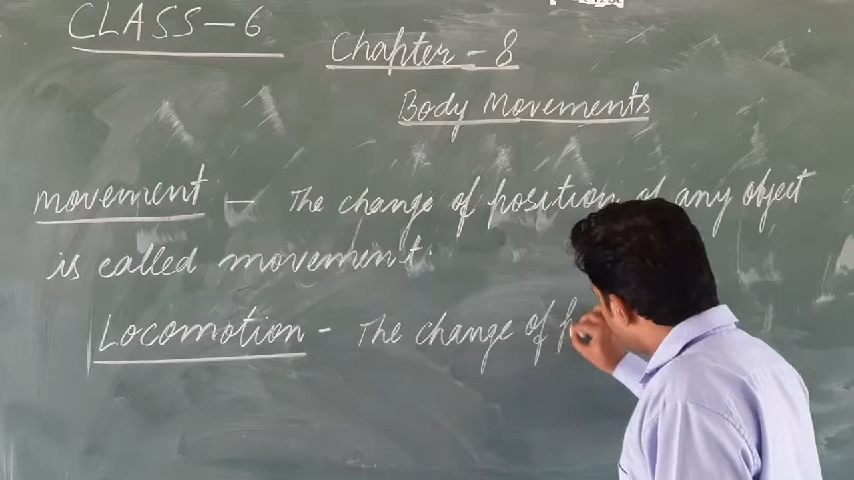 CLASS - 6
Chapter - 8
Body Movements
movement - The change of position of any object
is called movement.
Locomotion - The change of